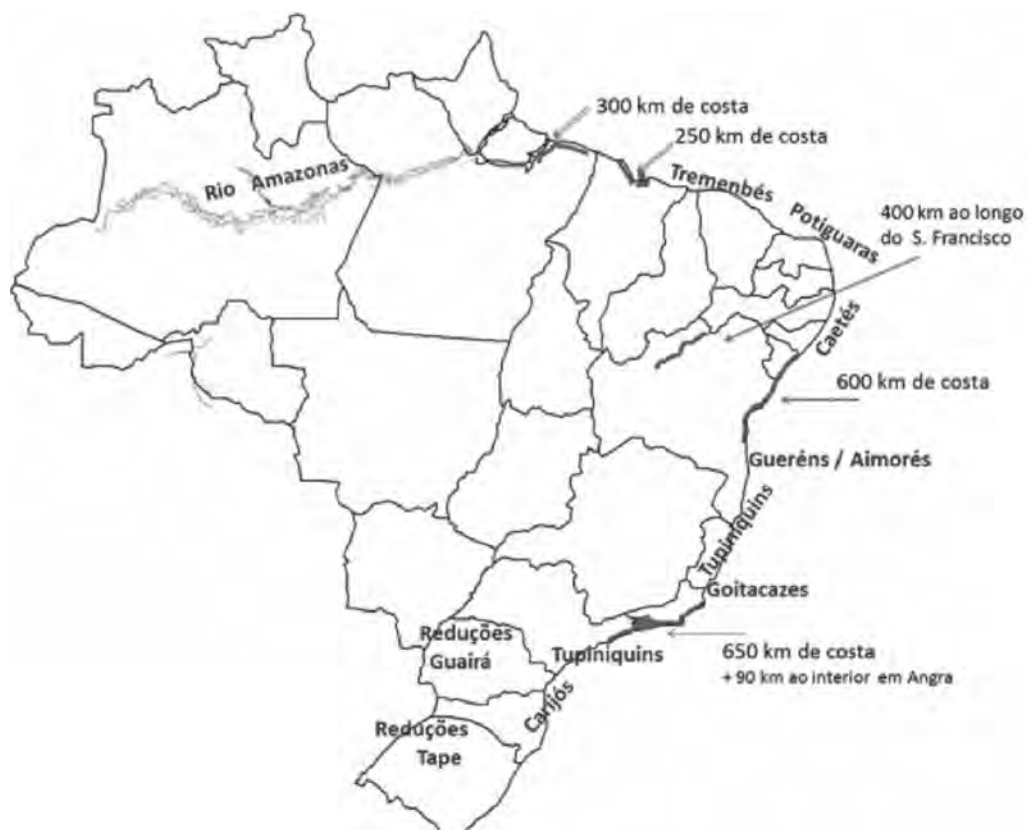 300 km de costa
250 km de costa
Rio Amazonas
Tremenbés
Potiguaras
400 km ao longo
do S. Francisco
Caetés
600 km de costa
Gueréns / Aimorés
Tupiniquins
Goitacazes
Reduções
Guairá
Tupiniquins
650 km de costa
+ 90 km ao interior em Angra
Carijós
Reduções
Tape